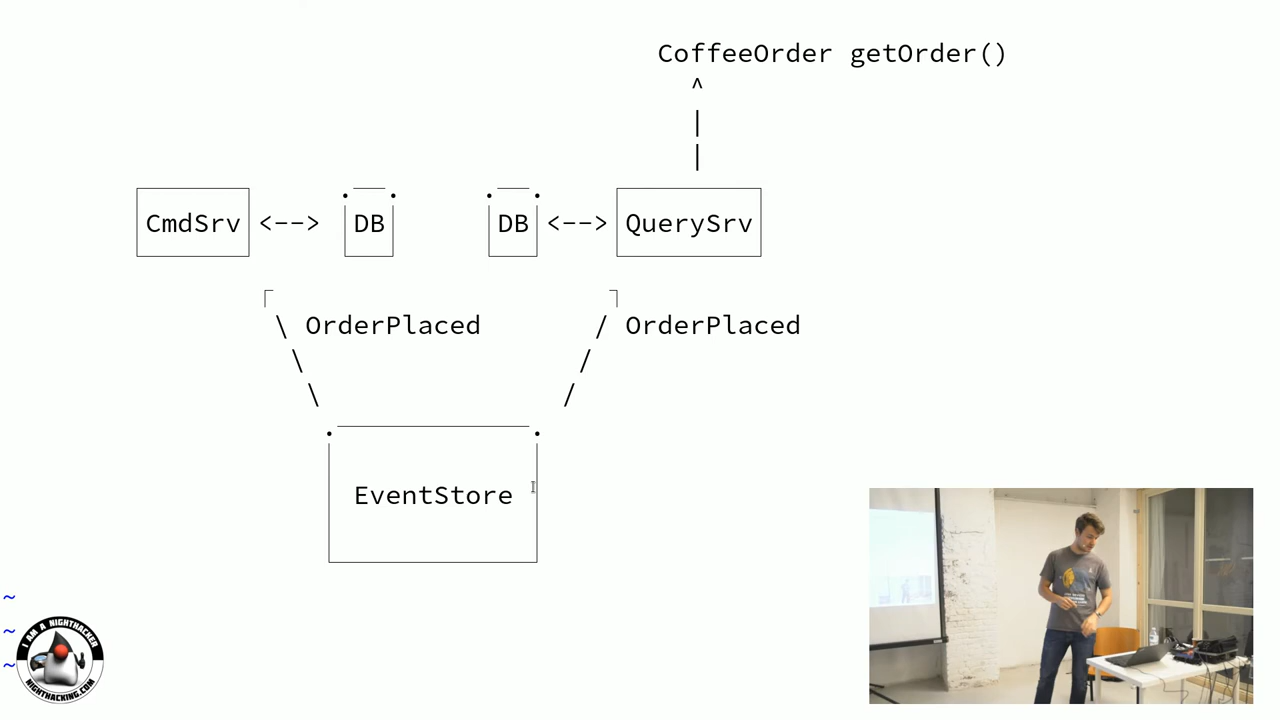 CoffeeOrder getOrder()
^
|
|
CmdSrv <--> DB DB <--> QuerySrv
\ OrderPlaced / OrderPlaced
\ /
\ /
EventStore
~
~
~
I AM A NIGHTHACKER
NIGHTHACKING.COM